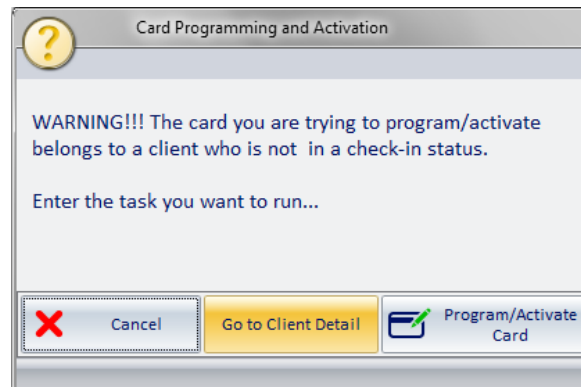 Card Programming and Activation
WARNING!!! The card you are trying to program/activate
belongs to a client who is not in a check-in status.
Enter the task you want to run...
Cancel
Go to Client Detail
Program/Activate
Card